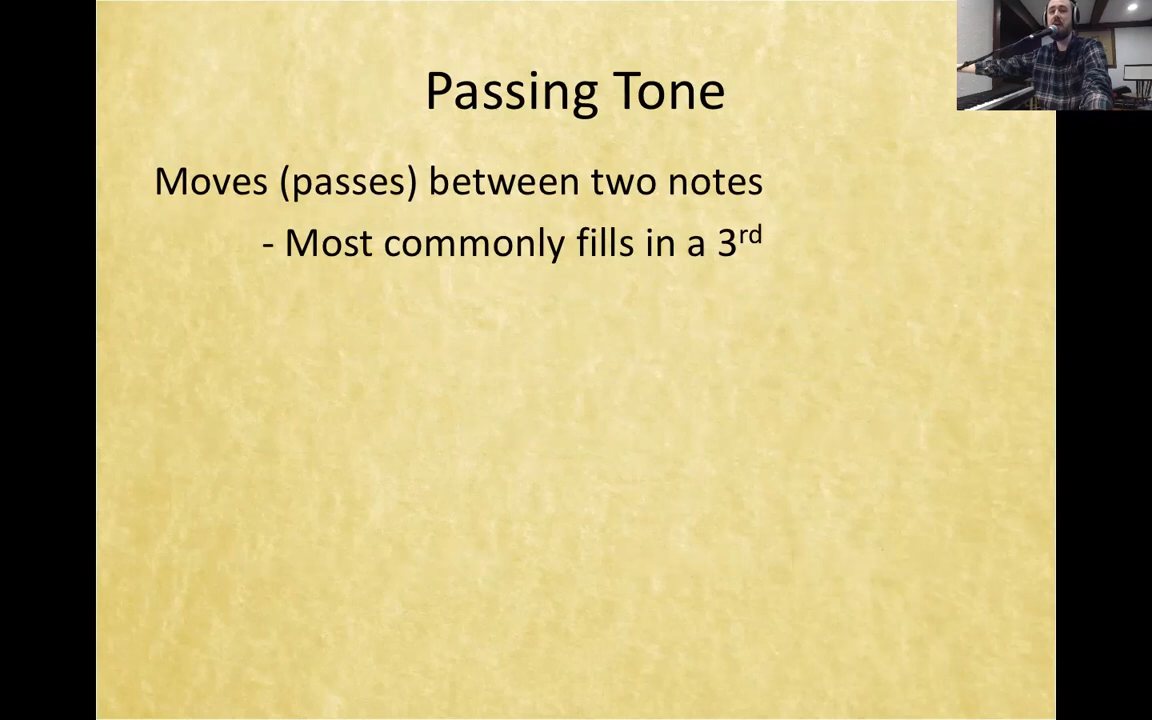 Passing Tone
Moves (passes) between two notes
- Most commonly fills in a 3rd